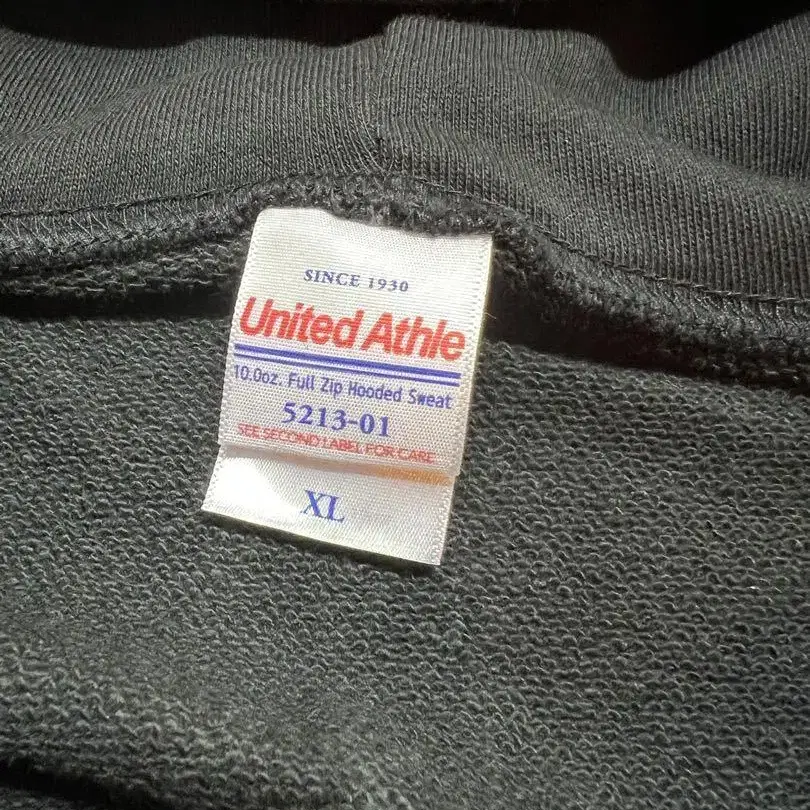 SINCE 1930
United Athle
10.0oz. Full Zip Hooded Sweat
5213-01
SEE SECOND LABEL FOR CARE
XL